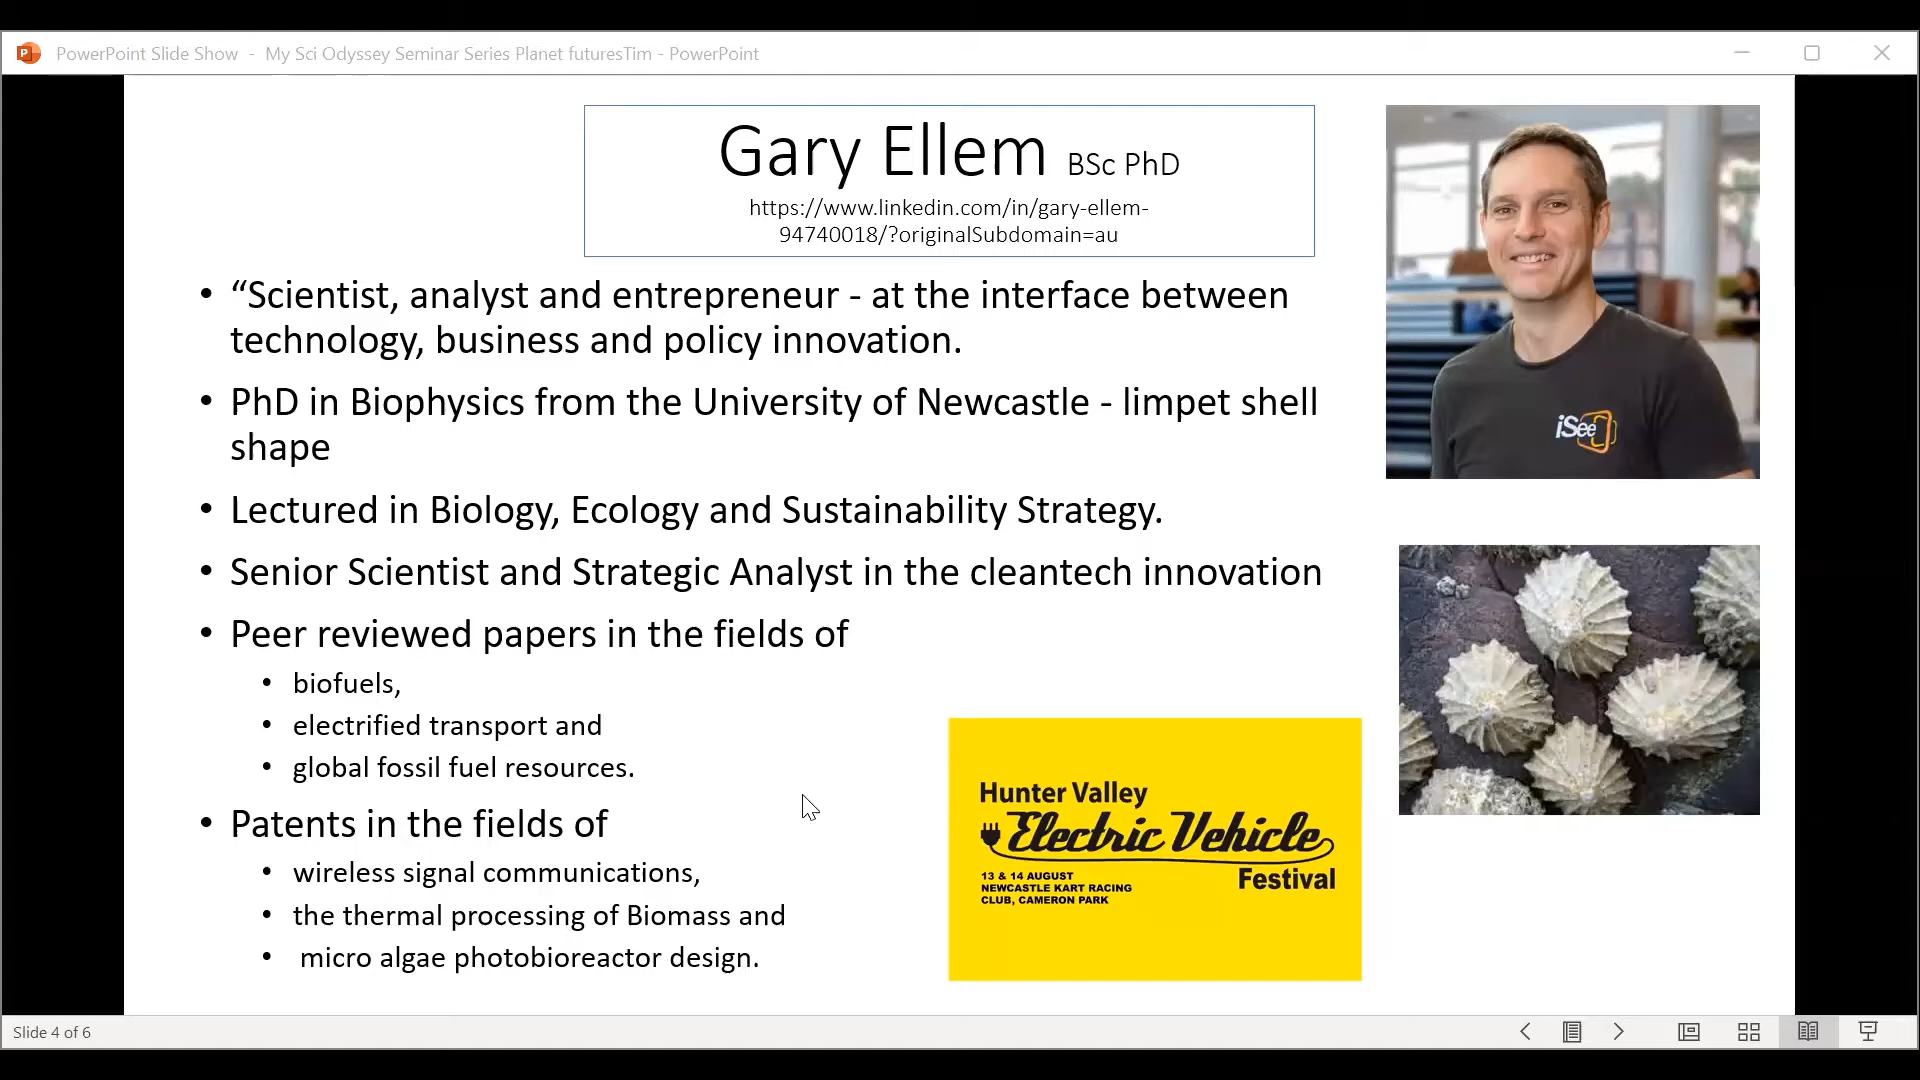 PowerPoint Slide Show - My Sci Odyssey Seminar Series Planet futuresTim - PowerPoint
Gary Ellem BSc PhD
https://www.linkedin.com/in/gary-ellem-
94740018/?originalSubdomain=au
• “Scientist, analyst and entrepreneur - at the interface between
technology, business and policy innovation.
• PhD in Biophysics from the University of Newcastle - limpet shell
shape
• Lectured in Biology, Ecology and Sustainability Strategy.
• Senior Scientist and Strategic Analyst in the cleantech innovation
• Peer reviewed papers in the fields of
• biofuels,
• electrified transport and
• global fossil fuel resources.
• Patents in the fields of
• wireless signal communications,
• the thermal processing of Biomass and
• micro algae photobioreactor design.
iSee
Hunter Valley
Electric Vehicle
Festival
13 & 14 AUGUST
NEWCASTLE KART RACING
CLUB, CAMERON PARK
Slide 4 of 6